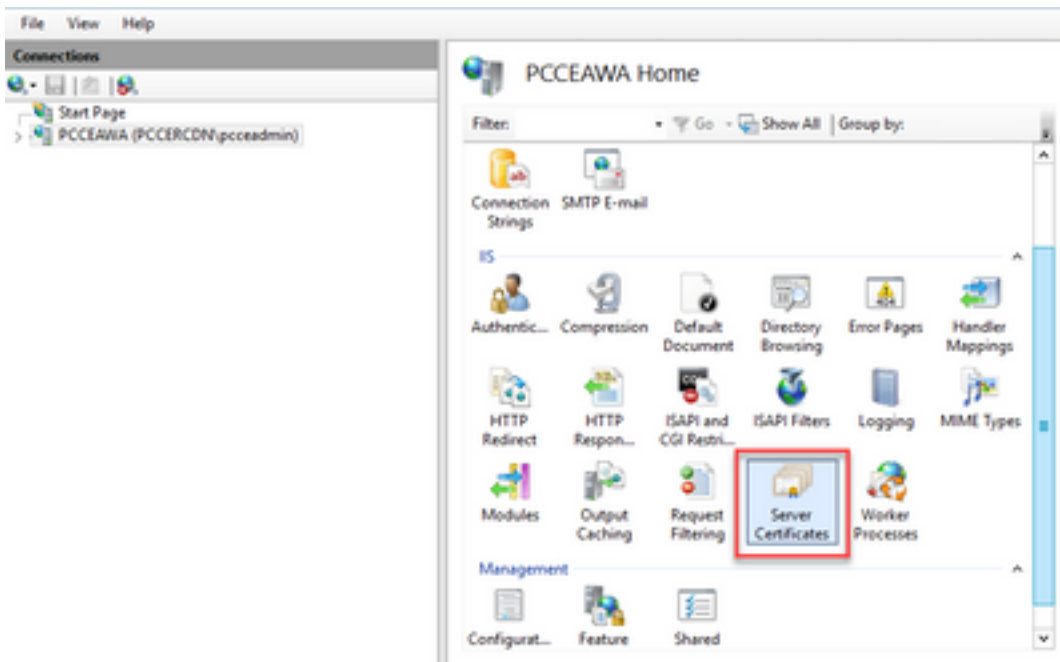 File View Help
Connections
Start Page
PCCEAWA (PCCERCDN\pcceadmin)
PCCEAWA Home
Filter: Go Show All Group by:
ab
Connection Strings
SMTP E-mail
IIS
Authentic... Compression Default Document Directory Browsing Error Pages Handler Mappings
404
HTTP Redirect HTTP Respon... ISAPI and CGI Restri... ISAPI Filters Logging MIME Types
Modules Output Caching Request Filtering Server Certificates Worker Processes
Management
Configurat... Feature Shared